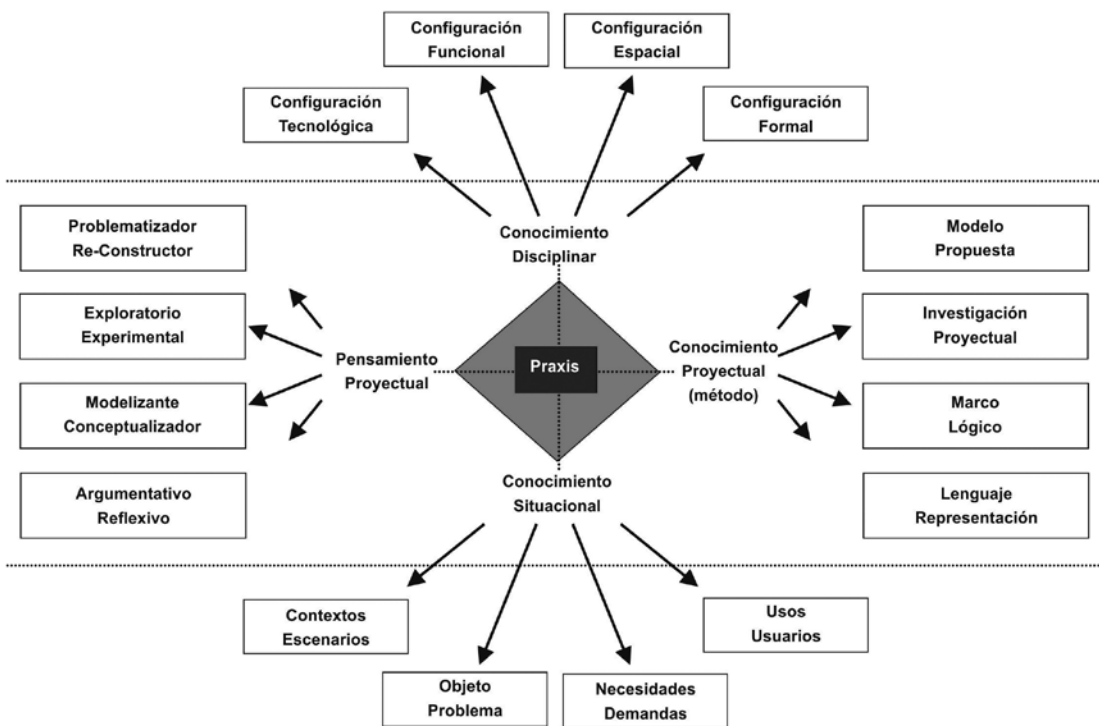 Configuración
Funcional
Configuración
Espacial
Configuración
Tecnológica
Configuración
Formal
Conocimiento
Disciplinar
Problematizador
Re-Constructor
Exploratorio
Experimental
Modelizante
Conceptualizador
Argumentativo
Reflexivo
Pensamiento
Proyectual
Praxis
Conocimiento
Proyectual
(método)
Modelo
Propuesta
Investigación
Proyectual
Marco
Lógico
Lenguaje
Representación
Conocimiento
Situacional
Contextos
Escenarios
Objeto
Problema
Necesidades
Demandas
Usos
Usuarios